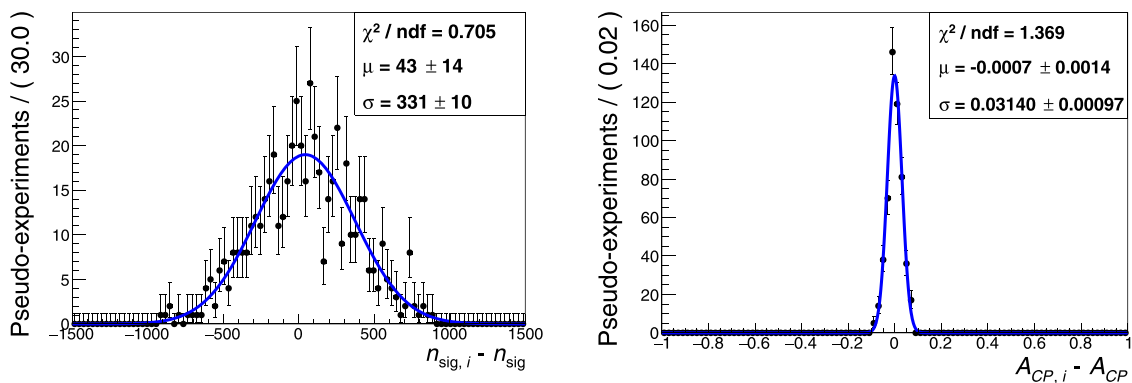 Pseudo-experiments / ( 30.0 )
χ² / ndf = 0.705
μ = 43 ± 14
σ = 331 ± 10
30
25
20
15
10
5
0
−1500 −1000 −500 0 500 1000 1500
n_sig, i - n_sig
Pseudo-experiments / ( 0.02 )
χ² / ndf = 1.369
μ = -0.0007 ± 0.0014
σ = 0.03140 ± 0.00097
160
140
120
100
80
60
40
20
0
−1 −0.8 −0.6 −0.4 −0.2 0 0.2 0.4 0.6 0.8 1
A_CP, i - A_CP